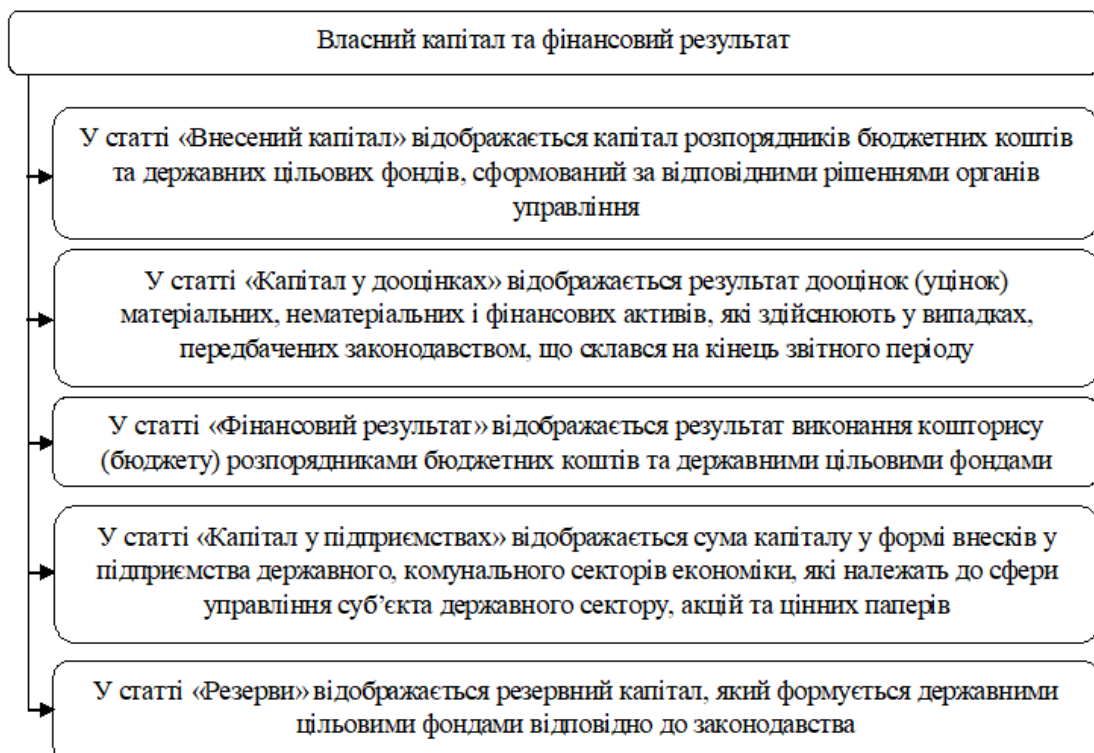 Власний капітал та фінансовий результат
У статті «Внесений капітал» відображається капітал розпорядників бюджетних коштів
та державних цільових фондів, сформований за відповідними рішеннями органів
управління
У статті «Капітал у дооцінках» відображається результат дооцінок (уцінок)
матеріальних, нематеріальних і фінансових активів, які здійснюють у випадках,
передбачених законодавством, що склався на кінець звітного періоду
У статті «Фінансовий результат» відображається результат виконання кошторису
(бюджету) розпорядниками бюджетних коштів та державними цільовими фондами
У статті «Капітал у підприємствах» відображається сума капіталу у формі внесків у
підприємства державного, комунального секторів економіки, які належать до сфери
управління суб’єкта державного сектору, акцій та цінних паперів
У статті «Резерви» відображається резервний капітал, який формується державними
цільовими фондами відповідно до законодавства